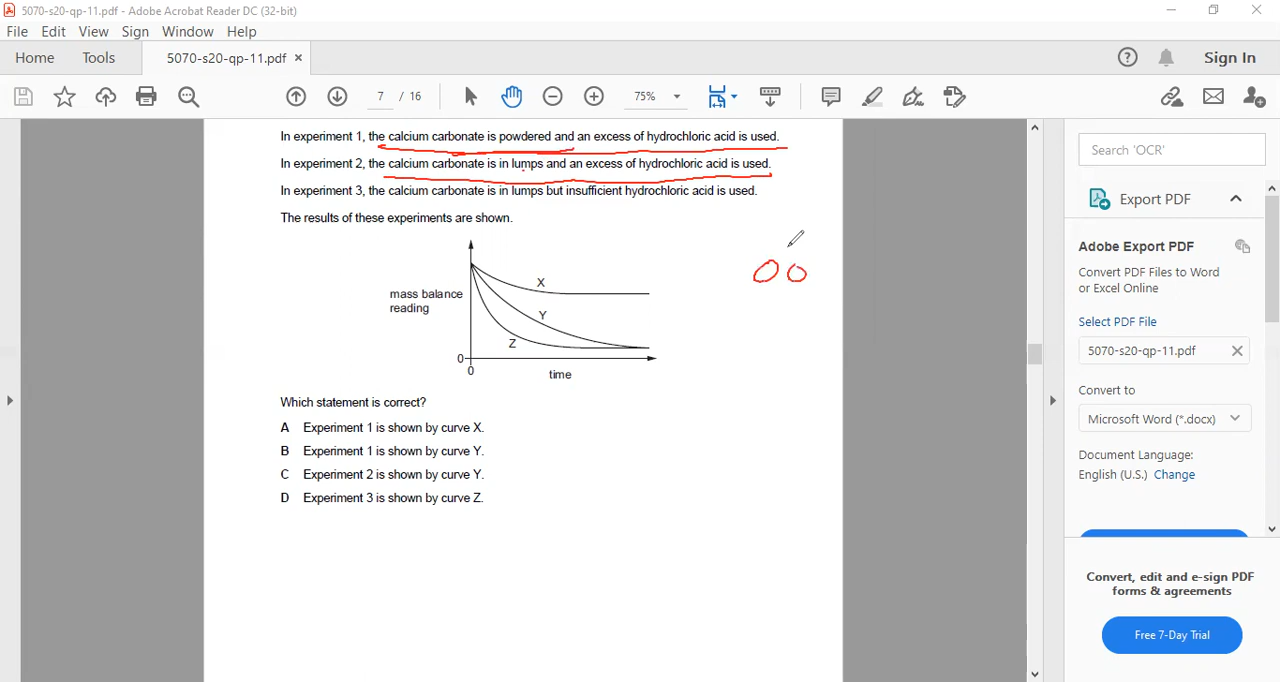 5070-s20-qp-11.pdf - Adobe Acrobat Reader DC (32-bit)
File Edit View Sign Window Help
Home Tools 5070-s20-qp-11.pdf × Sign In
7 / 16 75%
In experiment 1, the calcium carbonate is powdered and an excess of hydrochloric acid is used.
In experiment 2, the calcium carbonate is in lumps and an excess of hydrochloric acid is used.
In experiment 3, the calcium carbonate is in lumps but insufficient hydrochloric acid is used.
The results of these experiments are shown.
mass balance
reading
X
Y
Z
0
0
time
Which statement is correct?
A Experiment 1 is shown by curve X.
B Experiment 1 is shown by curve Y.
C Experiment 2 is shown by curve Y.
D Experiment 3 is shown by curve Z.
Search 'OCR'
Export PDF
Adobe Export PDF
Convert PDF Files to Word
or Excel Online
Select PDF File
5070-s20-qp-11.pdf
Convert to
Microsoft Word (*.docx)
Document Language:
English (U.S.) Change
Convert, edit and e-sign PDF
forms & agreements
Free 7-Day Trial